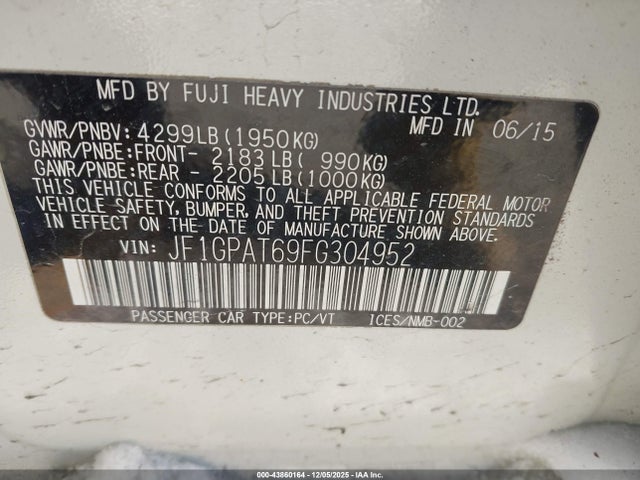 MFD BY FUJI HEAVY INDUSTRIES LTD.
GVWR/PNBV: 4299LB(1950KG) MFD IN 06/15
GAWR/PNBE:FRONT- 2183LB( 990KG)
GAWR/PNBE:REAR - 2205LB(1000KG)
THIS VEHICLE CONFORMS TO ALL APPLICABLE FEDERAL MOTOR
VEHICLE SAFETY, BUMPER, AND THEFT PREVENTION STANDARDS
IN EFFECT ON THE DATE OF MANUFACTURE SHOWN ABOVE.
VIN: JF1GPAT69FG304952
PASSENGER CAR TYPE:PC/VT ICES/NMB-002
00-43860164 - 12/05/2025 - Copyright © IAA, Inc.